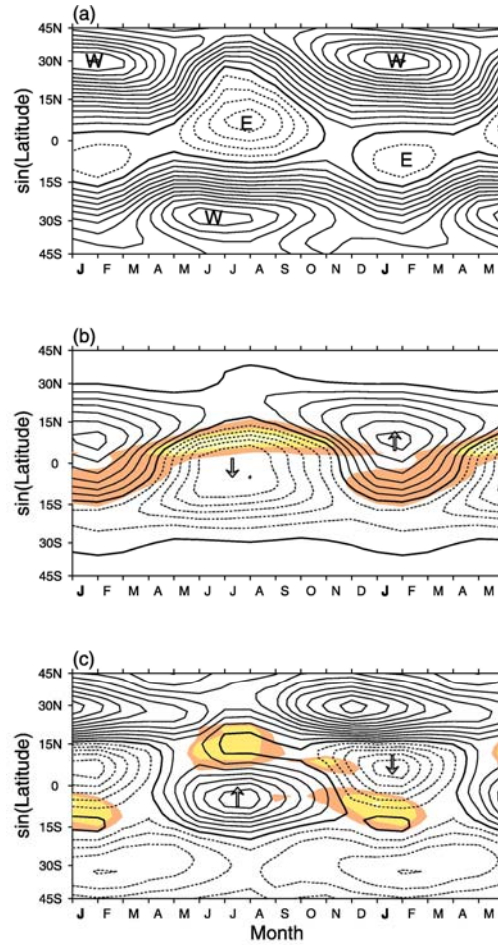 (a)
45N
30N
15N
0
15S
30S
45S
sin(Latitude)
W
W
E
E
W
J F M A M J J A S O N D J F M A M
(b)
45N
30N
15N
0
15S
30S
45S
sin(Latitude)
J F M A M J J A S O N D J F M A M
(c)
45N
30N
15N
0
15S
30S
45S
sin(Latitude)
J F M A M J J A S O N D J F M A M
Month